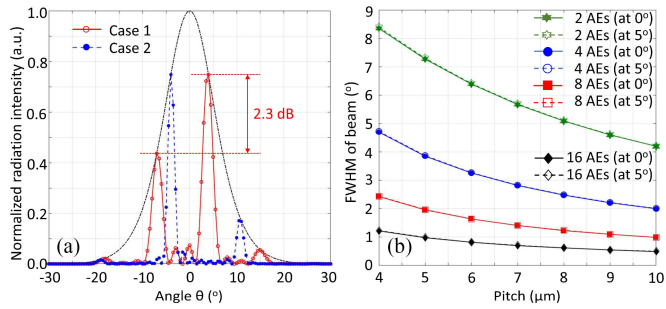 Normalized radiation intensity (a.u.)
1.0
0.8
0.6
0.4
0.2
0.0
Case 1
Case 2
2.3 dB
(a)
-30 -20 -10 0 10 20 30
Angle θ (°)
FWHM of beam (°)
9
8
7
6
5
4
3
2
1
0
2 AEs (at 0°)
2 AEs (at 5°)
4 AEs (at 0°)
4 AEs (at 5°)
8 AEs (at 0°)
8 AEs (at 5°)
16 AEs (at 0°)
16 AEs (at 5°)
(b)
4 5 6 7 8 9 10
Pitch (μm)